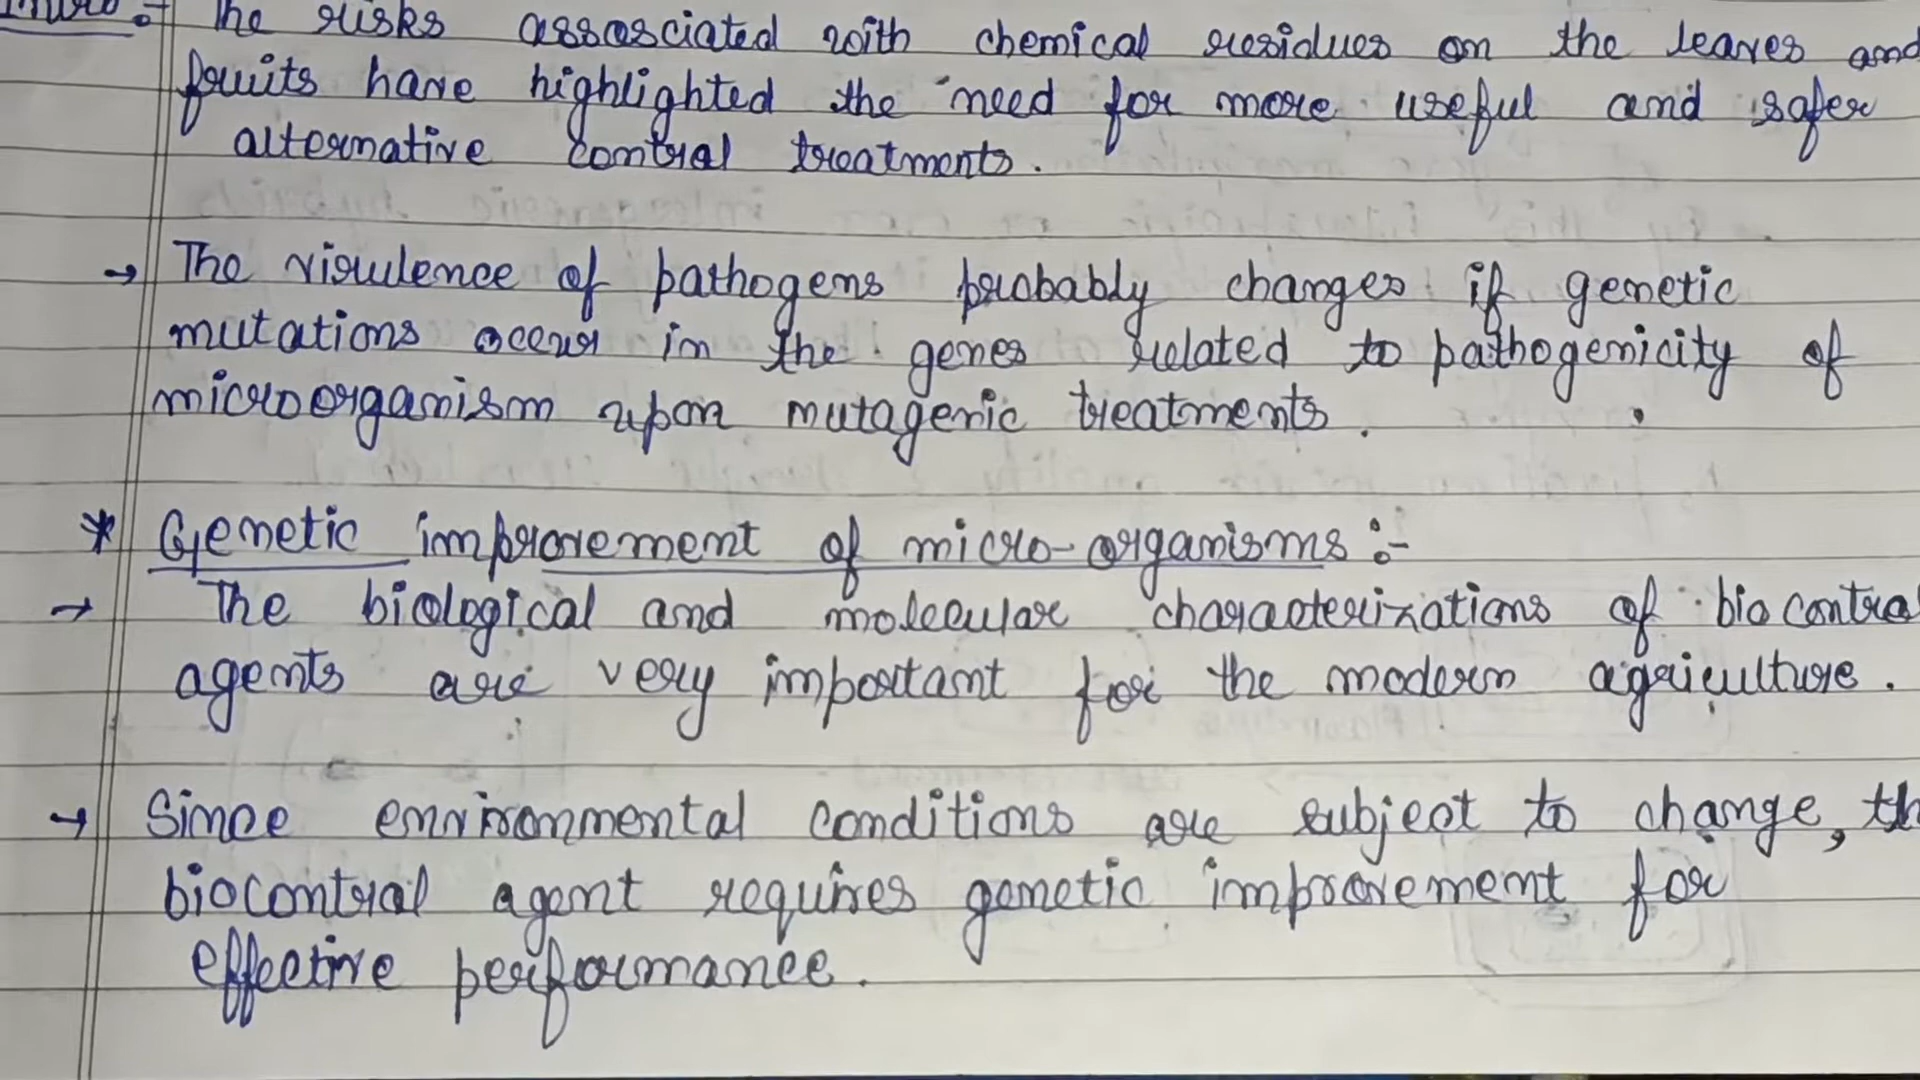 Intro :- The risks assosciated with chemical residues on the leaves and
fruits have highlighted the need for more useful and safer
alternative control treatments.
→ The virulence of pathogens probably changes if genetic
mutations occur in the genes related to pathogenicity of
microorganism upon mutagenic treatments.
* Genetic improvement of micro-organisms :-
→ The biological and molecular characterizations of bio contro
agents are very important for the modern agriculture.
→ Since environmental conditions are subject to change, th
biocontrol agent requires genetic improvement for
effective performance.